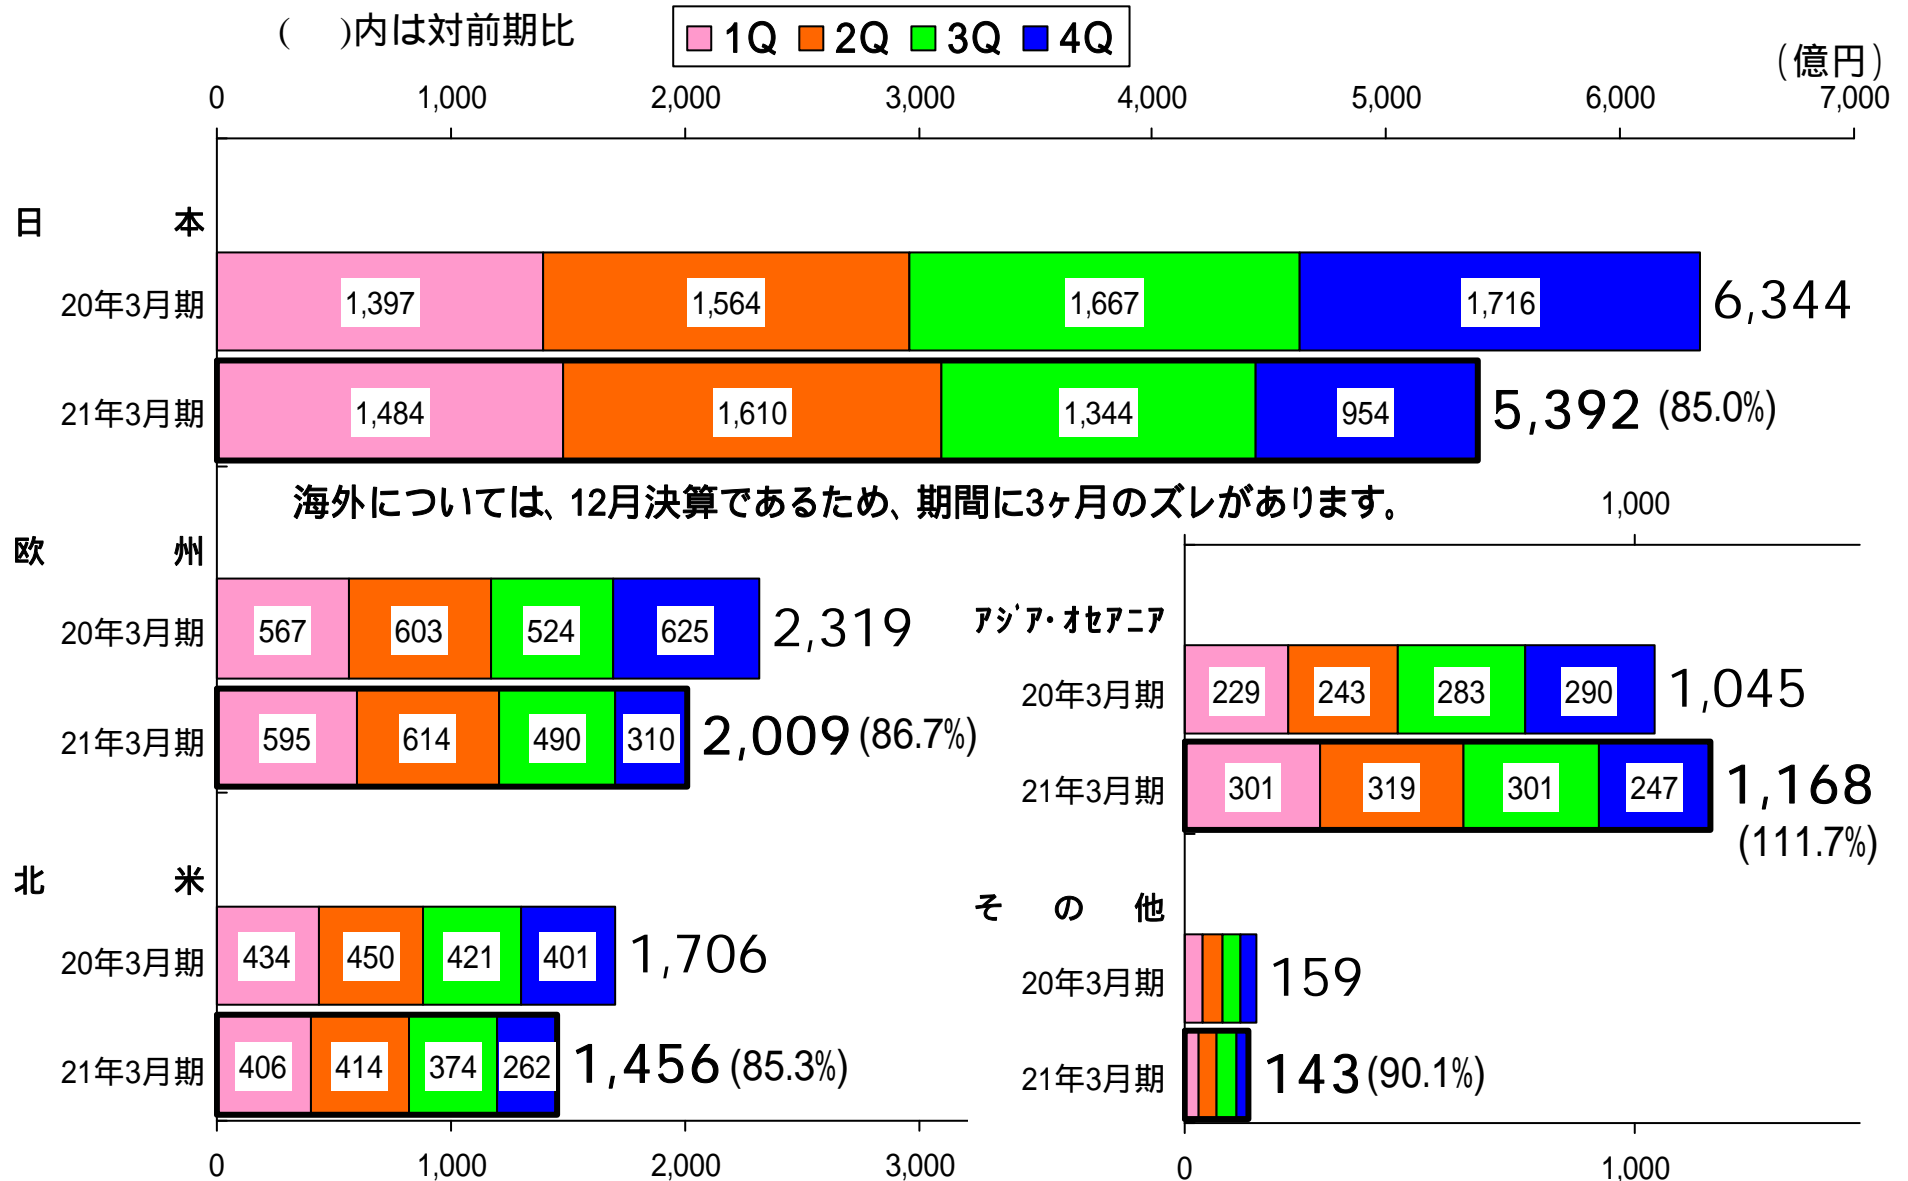 ( )内は対前期比
1Q 2Q 3Q 4Q
(億円)
0 1,000 2,000 3,000 4,000 5,000 6,000 7,000
日本
20年3月期 1,397 1,564 1,667 1,716 6,344
21年3月期 1,484 1,610 1,344 954 5,392 (85.0%)
海外については、12月決算であるため、期間に3ヶ月のズレがあります。
欧州
20年3月期 567 603 524 625 2,319
21年3月期 595 614 490 310 2,009 (86.7%)
北米
20年3月期 434 450 421 401 1,706
21年3月期 406 414 374 262 1,456 (85.3%)
0 1,000 2,000 3,000
1,000
ｱｼﾞｱ･ｵｾｱﾆｱ
20年3月期 229 243 283 290 1,045
21年3月期 301 319 301 247 1,168
(111.7%)
その他
20年3月期 159
21年3月期 143 (90.1%)
0 1,000